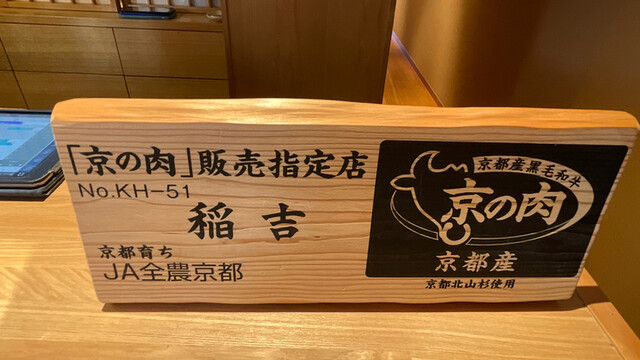 「京の肉」販売指定店
No.KH-51
稲吉
京都育ち
JA全農京都
京都産黒毛和牛
京の肉
京都産
京都北山杉使用